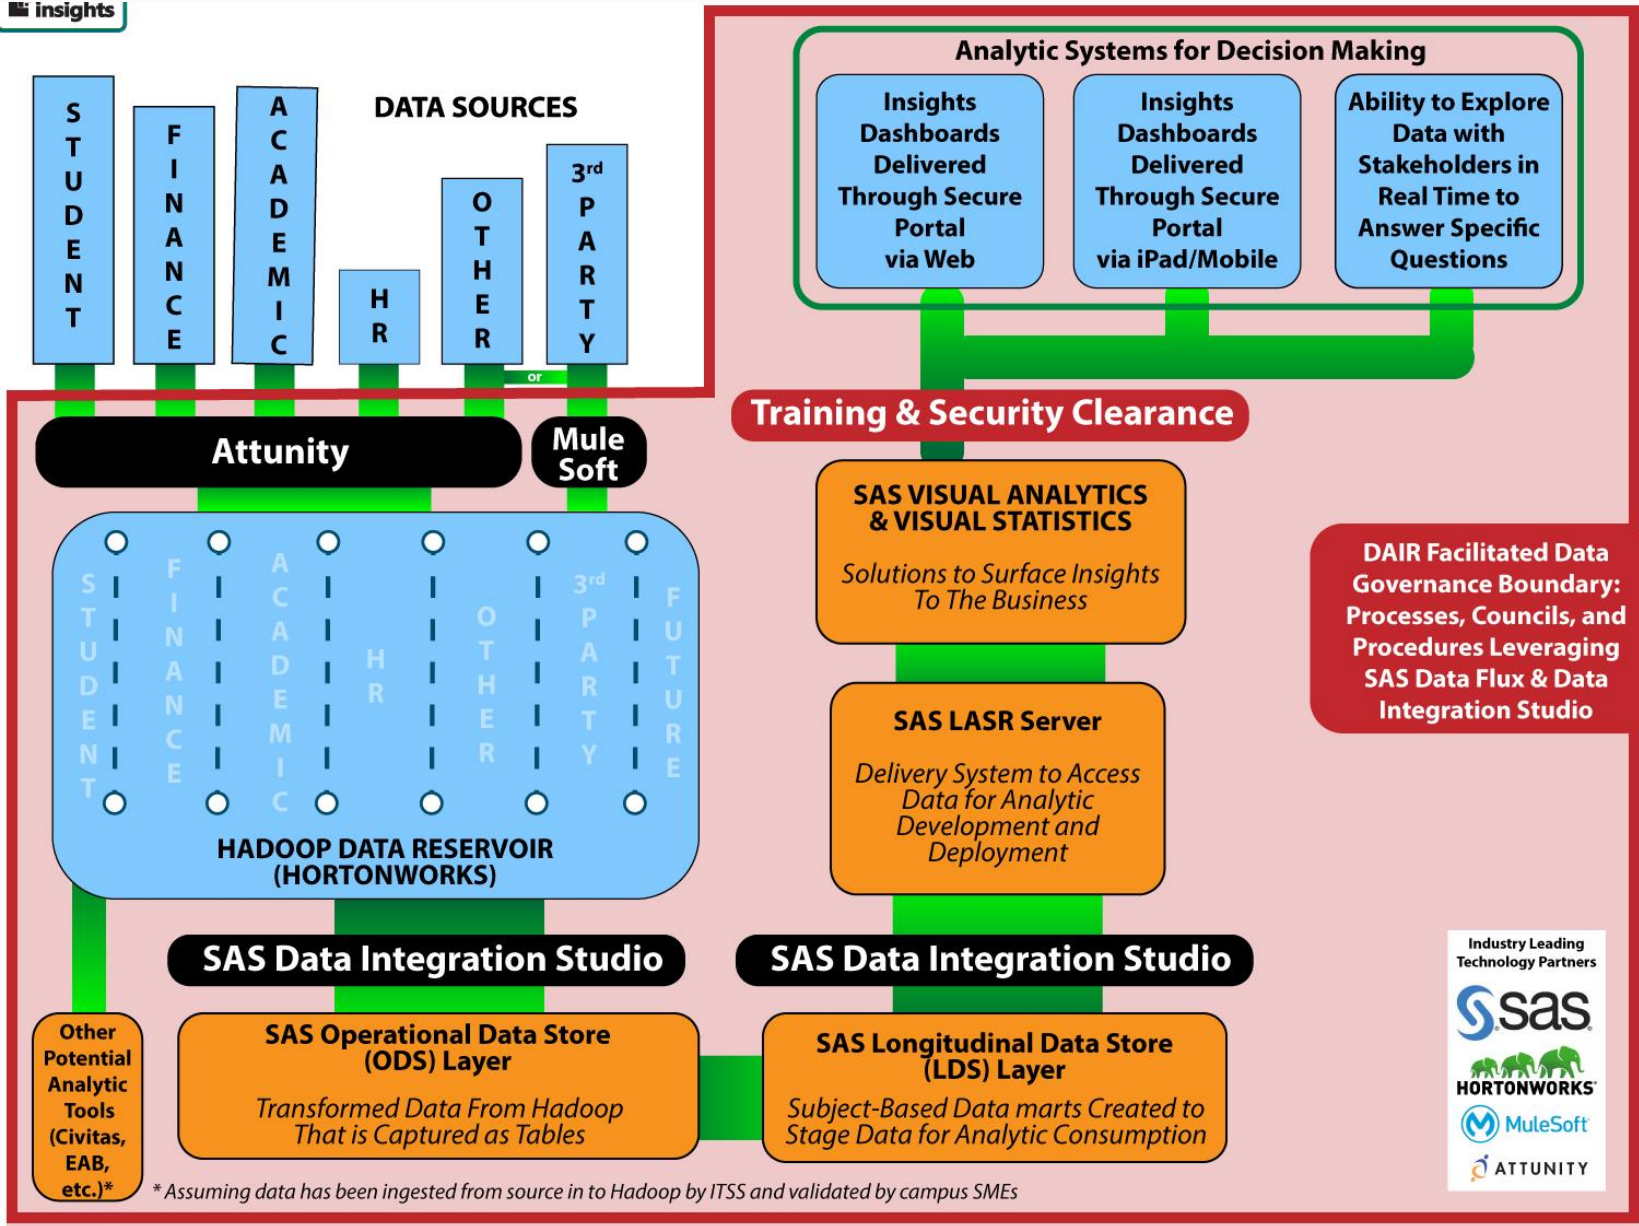 insights
DATA SOURCES
STUDENT
FINANCE
ACADEMIC
HR
OTHER
3rd PARTY
or
Attunity
Mule
Soft
STUDENT
FINANCE
ACADEMIC
HR
OTHER
3rd PARTY
FUTURE
HADOOP DATA RESERVOIR
(HORTONWORKS)
SAS Data Integration Studio
Other
Potential
Analytic
Tools
(Civitas,
EAB,
etc.)*
SAS Operational Data Store
(ODS) Layer
Transformed Data From Hadoop
That is Captured as Tables
SAS Longitudinal Data Store
(LDS) Layer
Subject-Based Data marts Created to
Stage Data for Analytic Consumption
SAS Data Integration Studio
SAS LASR Server
Delivery System to Access
Data for Analytic
Development and
Deployment
SAS VISUAL ANALYTICS
& VISUAL STATISTICS
Solutions to Surface Insights
To The Business
Training & Security Clearance
Analytic Systems for Decision Making
Insights
Dashboards
Delivered
Through Secure
Portal
via Web
Insights
Dashboards
Delivered
Through Secure
Portal
via iPad/Mobile
Ability to Explore
Data with
Stakeholders in
Real Time to
Answer Specific
Questions
DAIR Facilitated Data
Governance Boundary:
Processes, Councils, and
Procedures Leveraging
SAS Data Flux & Data
Integration Studio
Industry Leading
Technology Partners
sas
HORTONWORKS
MuleSoft
ATTUNITY
* Assuming data has been ingested from source in to Hadoop by ITSS and validated by campus SMEs